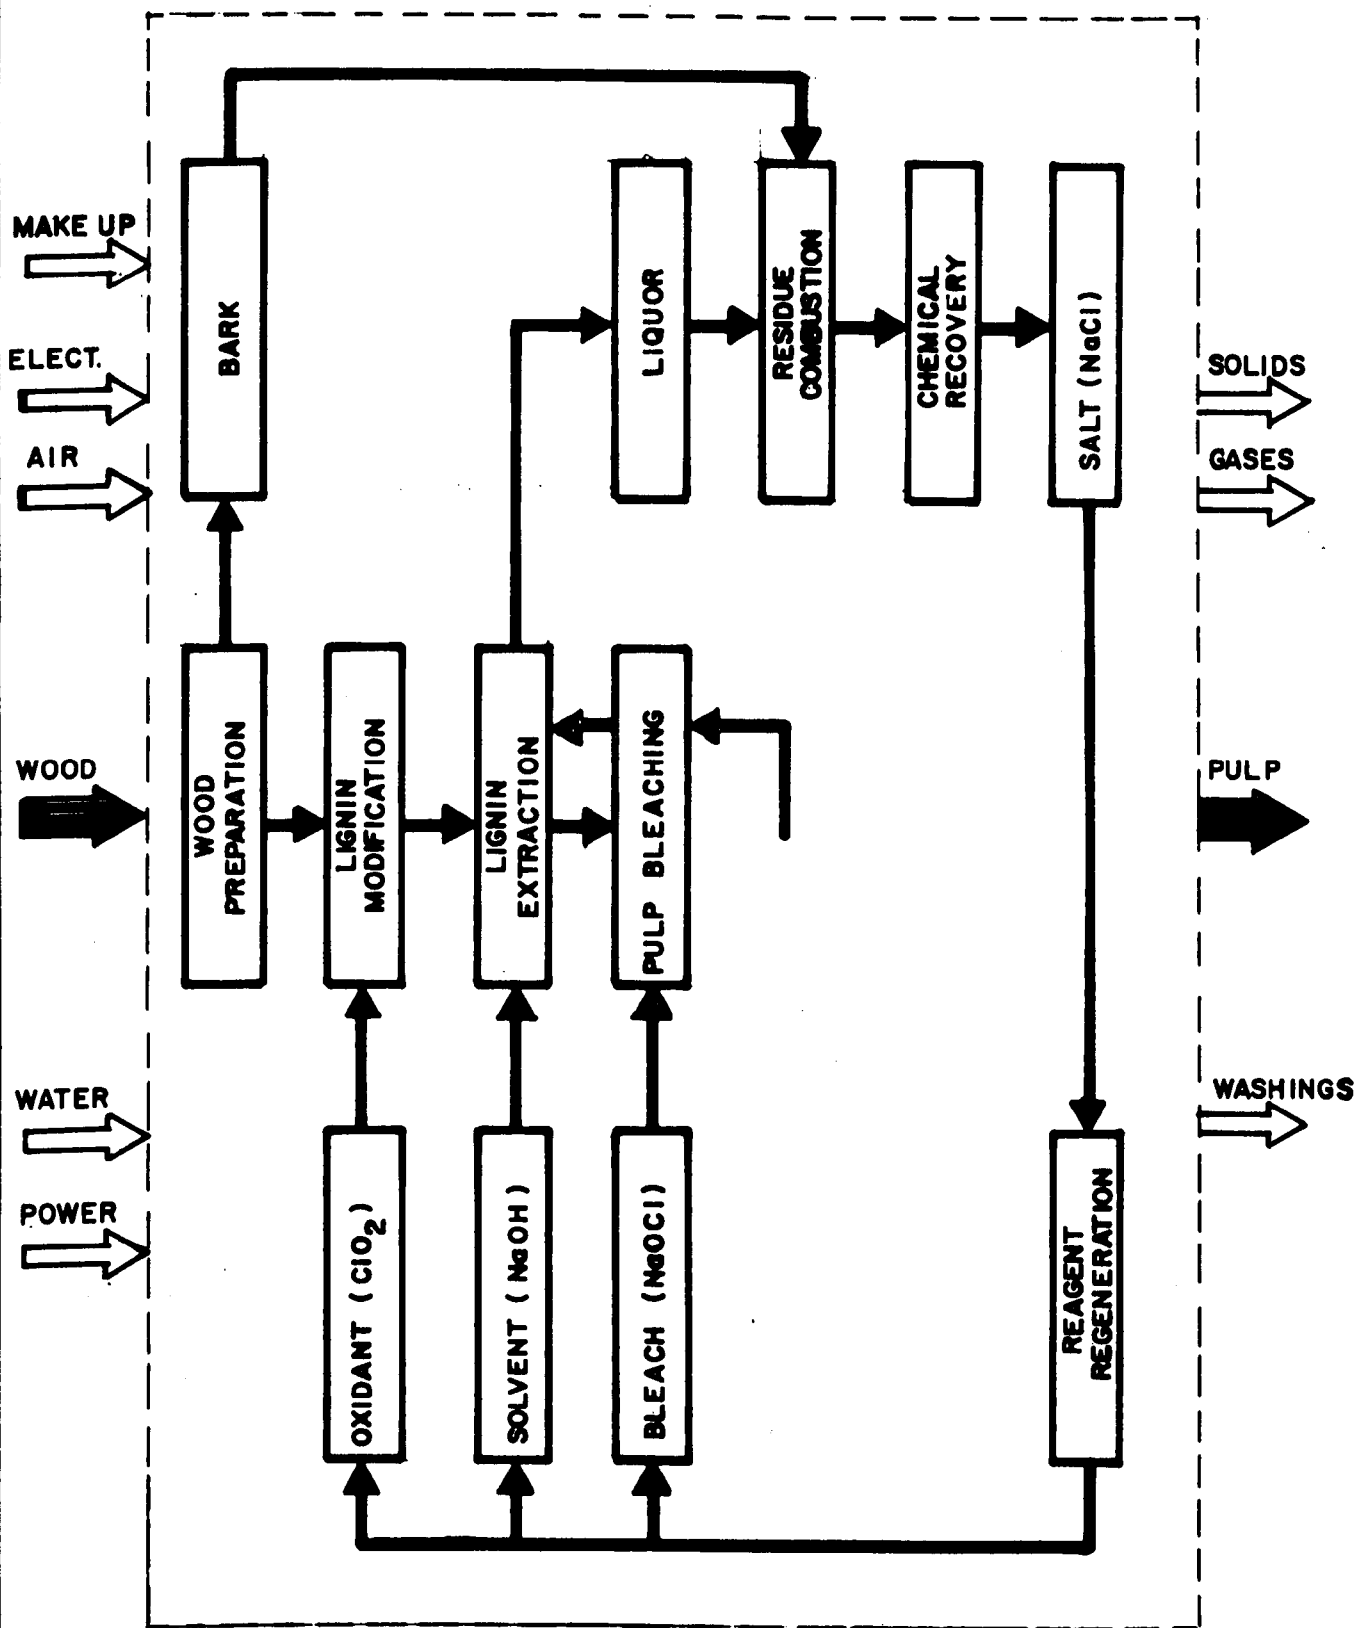 MAKE UP
ELECT.
AIR
WOOD
WATER
POWER
BARK
LIQUOR
RESIDUE
COMBUSTION
CHEMICAL
RECOVERY
SALT (NaCl)
WOOD
PREPARATION
LIGNIN
MODIFICATION
LIGNIN
EXTRACTION
PULP BLEACHING
OXIDANT (ClO₂)
SOLVENT (NaOH)
BLEACH (NaOCl)
REAGENT
REGENERATION
SOLIDS
GASES
PULP
WASHINGS